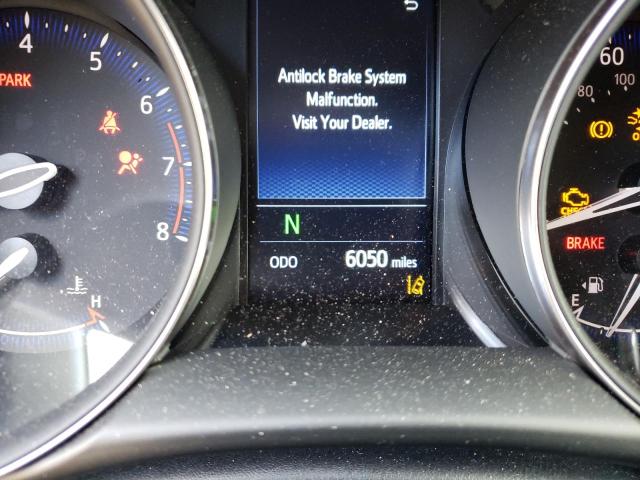 4
5
6
7
8
PARK
H
Antilock Brake System
Malfunction.
Visit Your Dealer.
N
ODO 6050 miles
60
80
100
CHECK
BRAKE
E